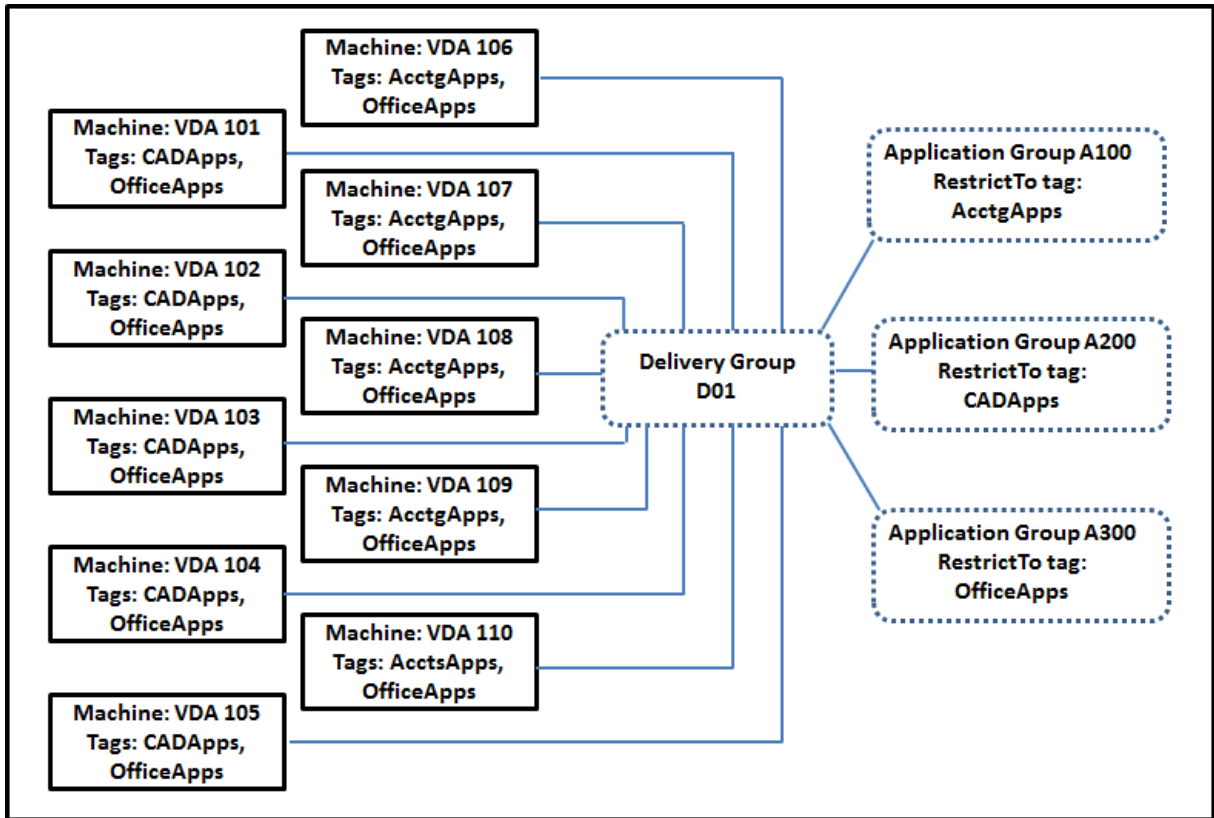 Machine: VDA 106
Tags: AcctgApps,
OfficeApps
Machine: VDA 101
Tags: CADApps,
OfficeApps
Machine: VDA 107
Tags: AcctgApps,
OfficeApps
Machine: VDA 102
Tags: CADApps,
OfficeApps
Machine: VDA 108
Tags: AcctgApps,
OfficeApps
Machine: VDA 103
Tags: CADApps,
OfficeApps
Machine: VDA 109
Tags: AcctgApps,
OfficeApps
Machine: VDA 104
Tags: CADApps,
OfficeApps
Machine: VDA 110
Tags: AcctsApps,
OfficeApps
Machine: VDA 105
Tags: CADApps,
OfficeApps
Delivery Group
D01
Application Group A100
RestrictTo tag:
AcctgApps
Application Group A200
RestrictTo tag:
CADApps
Application Group A300
RestrictTo tag:
OfficeApps